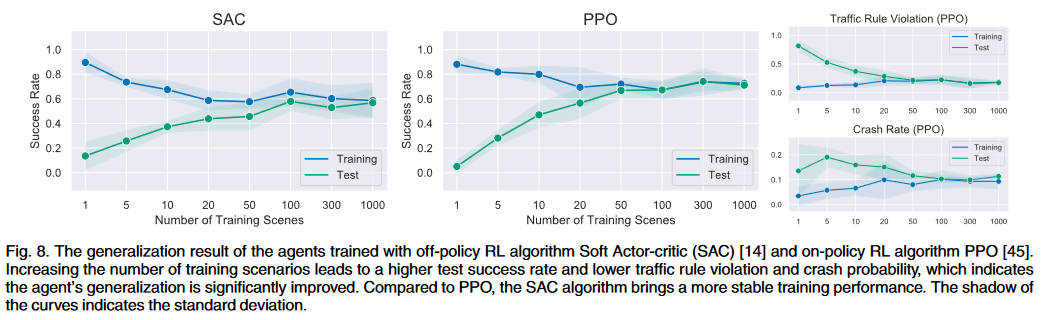 SAC
Success Rate
1.0
0.8
0.6
0.4
0.2
0.0
Training
Test
1 5 10 20 50 100 300 1000
Number of Training Scenes
PPO
Success Rate
1.0
0.8
0.6
0.4
0.2
0.0
Training
Test
1 5 10 20 50 100 300 1000
Number of Training Scenes
Traffic Rule Violation (PPO)
1.0
0.5
0.0
Training
Test
1 5 10 20 50 100 300 1000
Crash Rate (PPO)
0.2
0.1
0.0
Training
Test
1 5 10 20 50 100 300 1000
Fig. 8. The generalization result of the agents trained with off-policy RL algorithm Soft Actor-critic (SAC) [14] and on-policy RL algorithm PPO [45].
Increasing the number of training scenarios leads to a higher test success rate and lower traffic rule violation and crash probability, which indicates
the agent's generalization is significantly improved. Compared to PPO, the SAC algorithm brings a more stable training performance. The shadow of
the curves indicates the standard deviation.